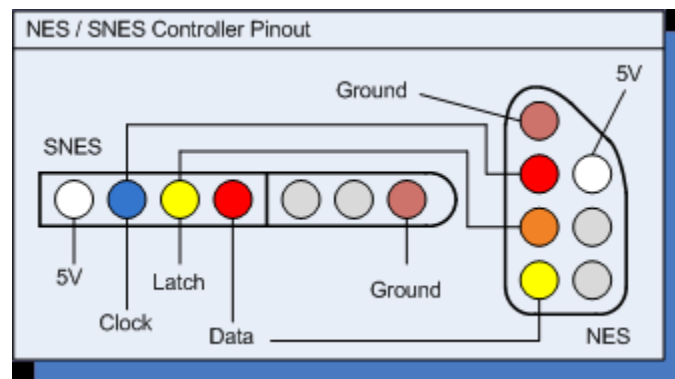 NES / SNES Controller Pinout
5V
Ground
SNES
5V
Latch
Ground
Clock
Data
NES